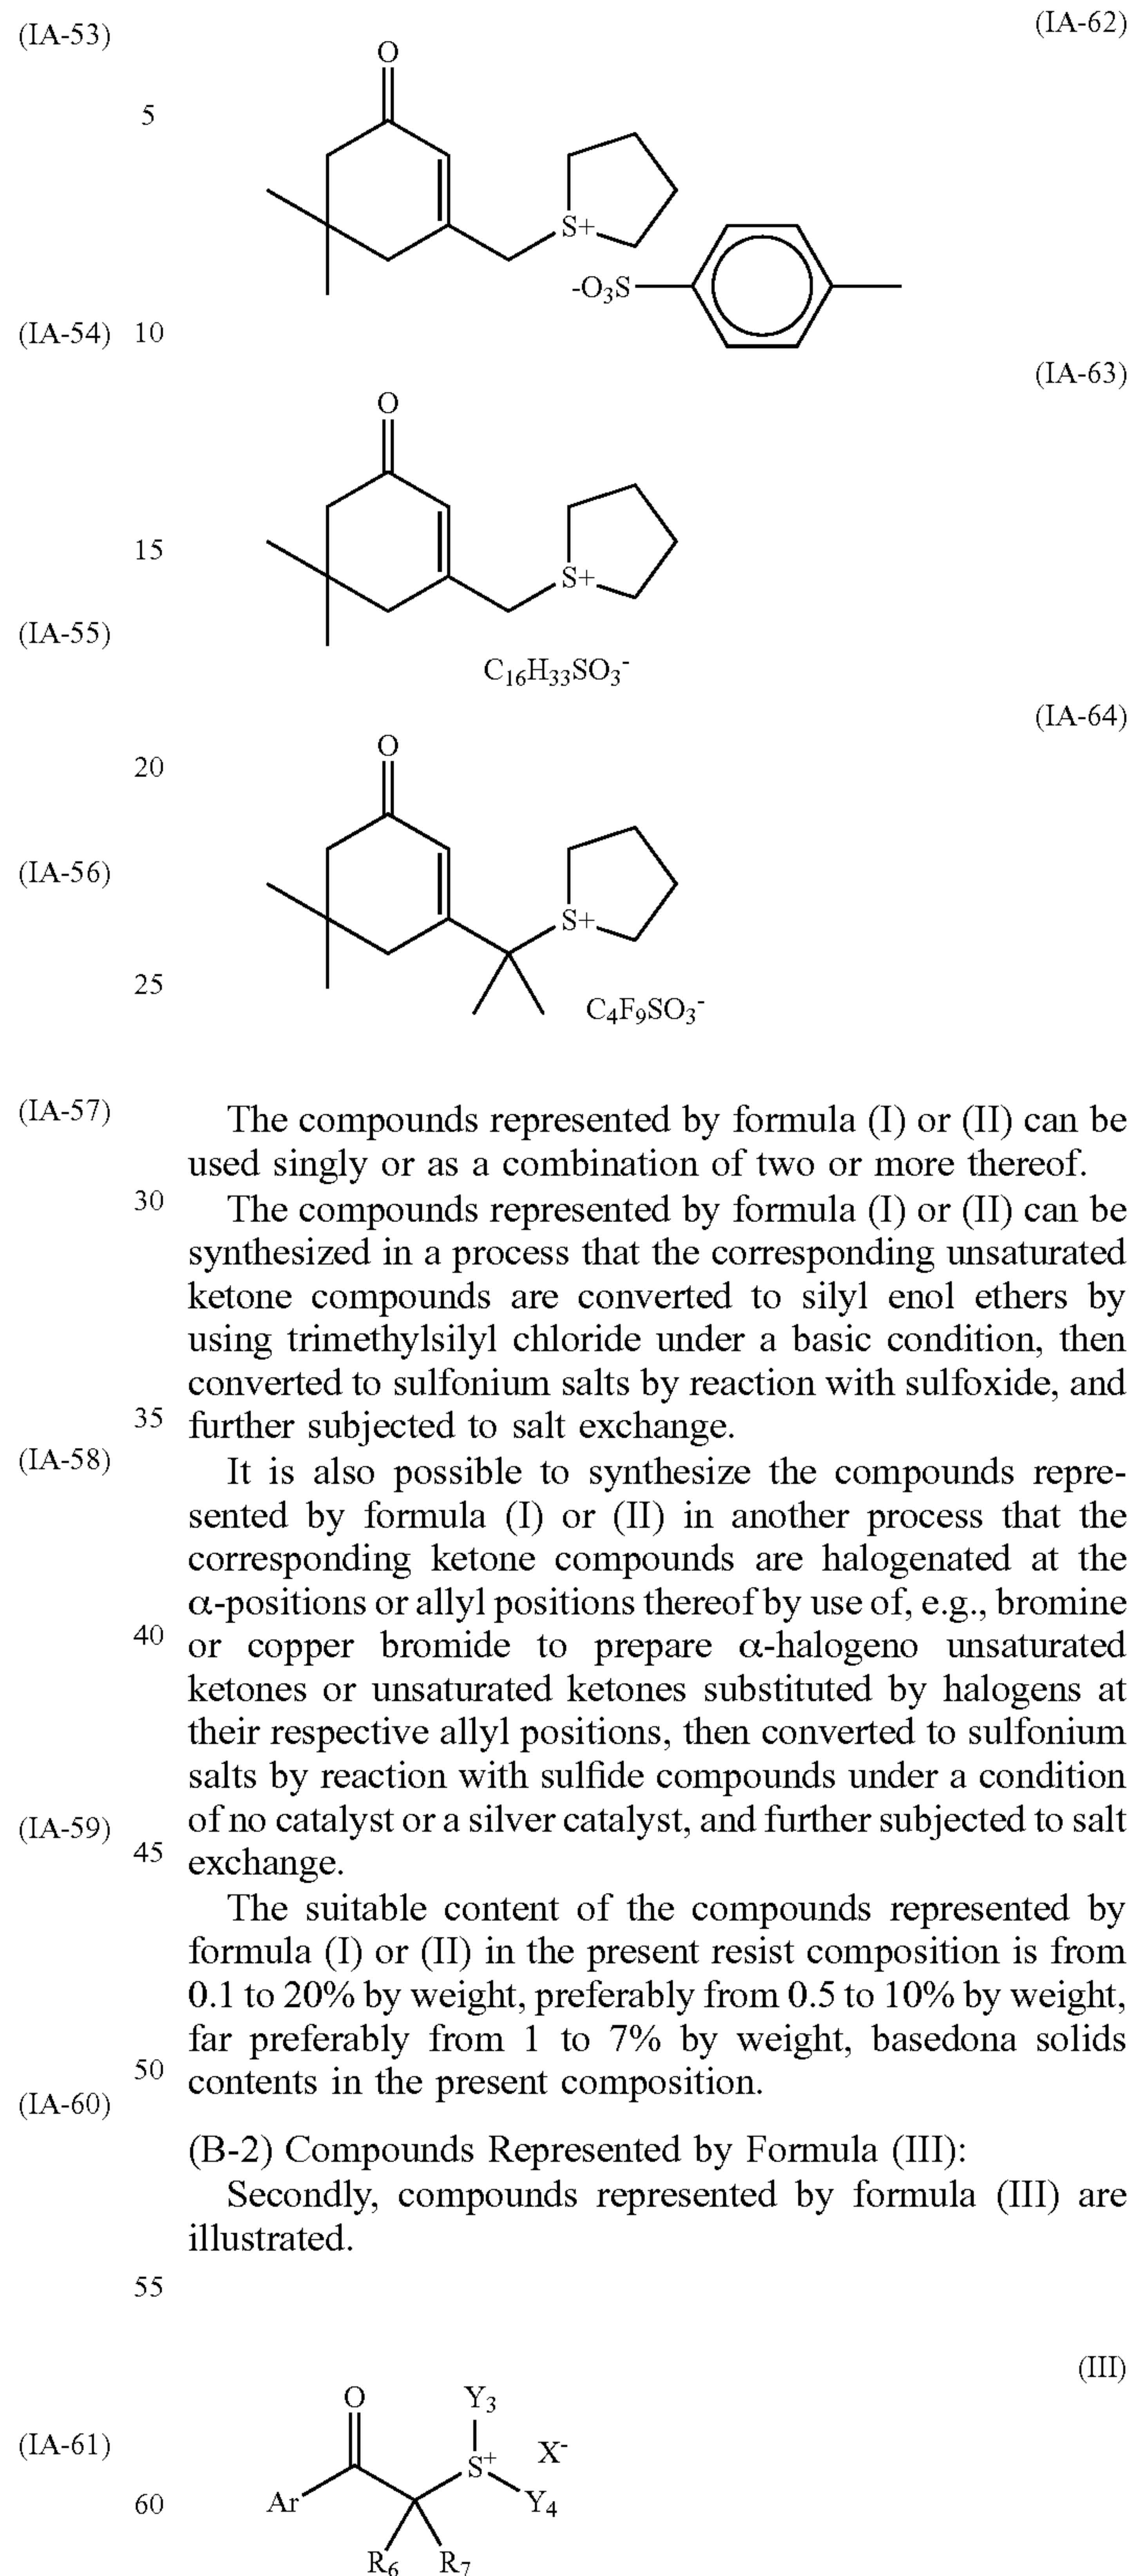 (IA-53)
(IA-62)
O
5
S+
-O₃S
(IA-54) 10
(IA-63)
O
15
S+
(IA-55)
C₁₆H₃₃SO₃⁻
(IA-64)
20
O
(IA-56)
S+
25
C₄F₉SO₃⁻
(IA-57)
The compounds represented by formula (I) or (II) can be
used singly or as a combination of two or more thereof.
30
The compounds represented by formula (I) or (II) can be
synthesized in a process that the corresponding unsaturated
ketone compounds are converted to silyl enol ethers by
using trimethylsilyl chloride under a basic condition, then
converted to sulfonium salts by reaction with sulfoxide, and
35 further subjected to salt exchange.
(IA-58)
It is also possible to synthesize the compounds repre-
sented by formula (I) or (II) in another process that the
corresponding ketone compounds are halogenated at the
α-positions or allyl positions thereof by use of, e.g., bromine
40 or copper bromide to prepare α-halogeno unsaturated
ketones or unsaturated ketones substituted by halogens at
their respective allyl positions, then converted to sulfonium
salts by reaction with sulfide compounds under a condition
(IA-59) of no catalyst or a silver catalyst, and further subjected to salt
45 exchange.
The suitable content of the compounds represented by
formula (I) or (II) in the present resist composition is from
0.1 to 20% by weight, preferably from 0.5 to 10% by weight,
far preferably from 1 to 7% by weight, basedona solids
50 contents in the present composition.
(IA-60)
(B-2) Compounds Represented by Formula (III):
Secondly, compounds represented by formula (III) are
illustrated.
55
(III)
O Y₃
(IA-61)
S⁺ X⁻
60 Ar Y₄
R₆ R₇